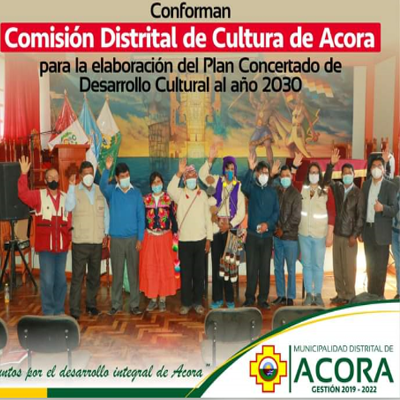 Conforman
Comisión Distrital de Cultura de Acora
para la elaboración del Plan Concertado de
Desarrollo Cultural al año 2030
untos por el desarrollo integral de Acora
MUNICIPALIDAD DISTRITAL DE
ACORA
GESTIÓN 2019 - 2022